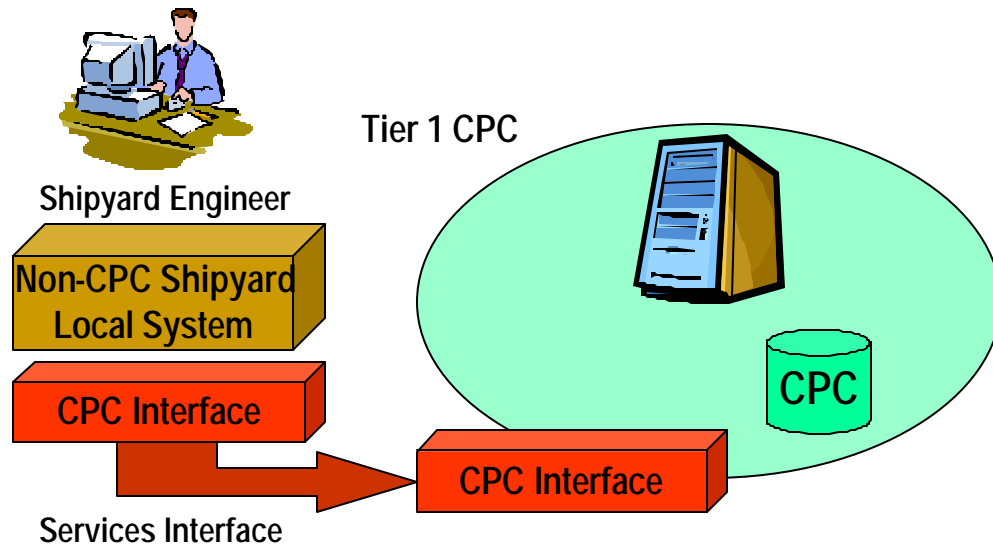 Tier 1 CPC
Shipyard Engineer
Non-CPC Shipyard
Local System
CPC
CPC Interface
CPC Interface
Services Interface